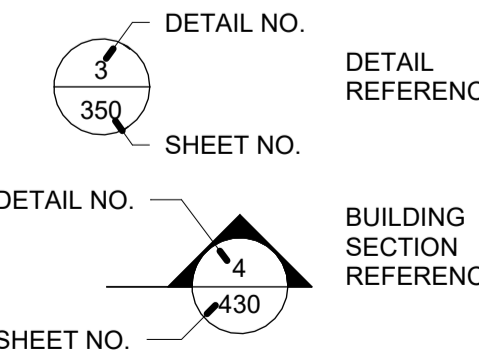 DETAIL NO.
3
350
SHEET NO.
DETAIL
REFERENC
DETAIL NO.
4
430
SHEET NO.
BUILDING
SECTION
REFERENC